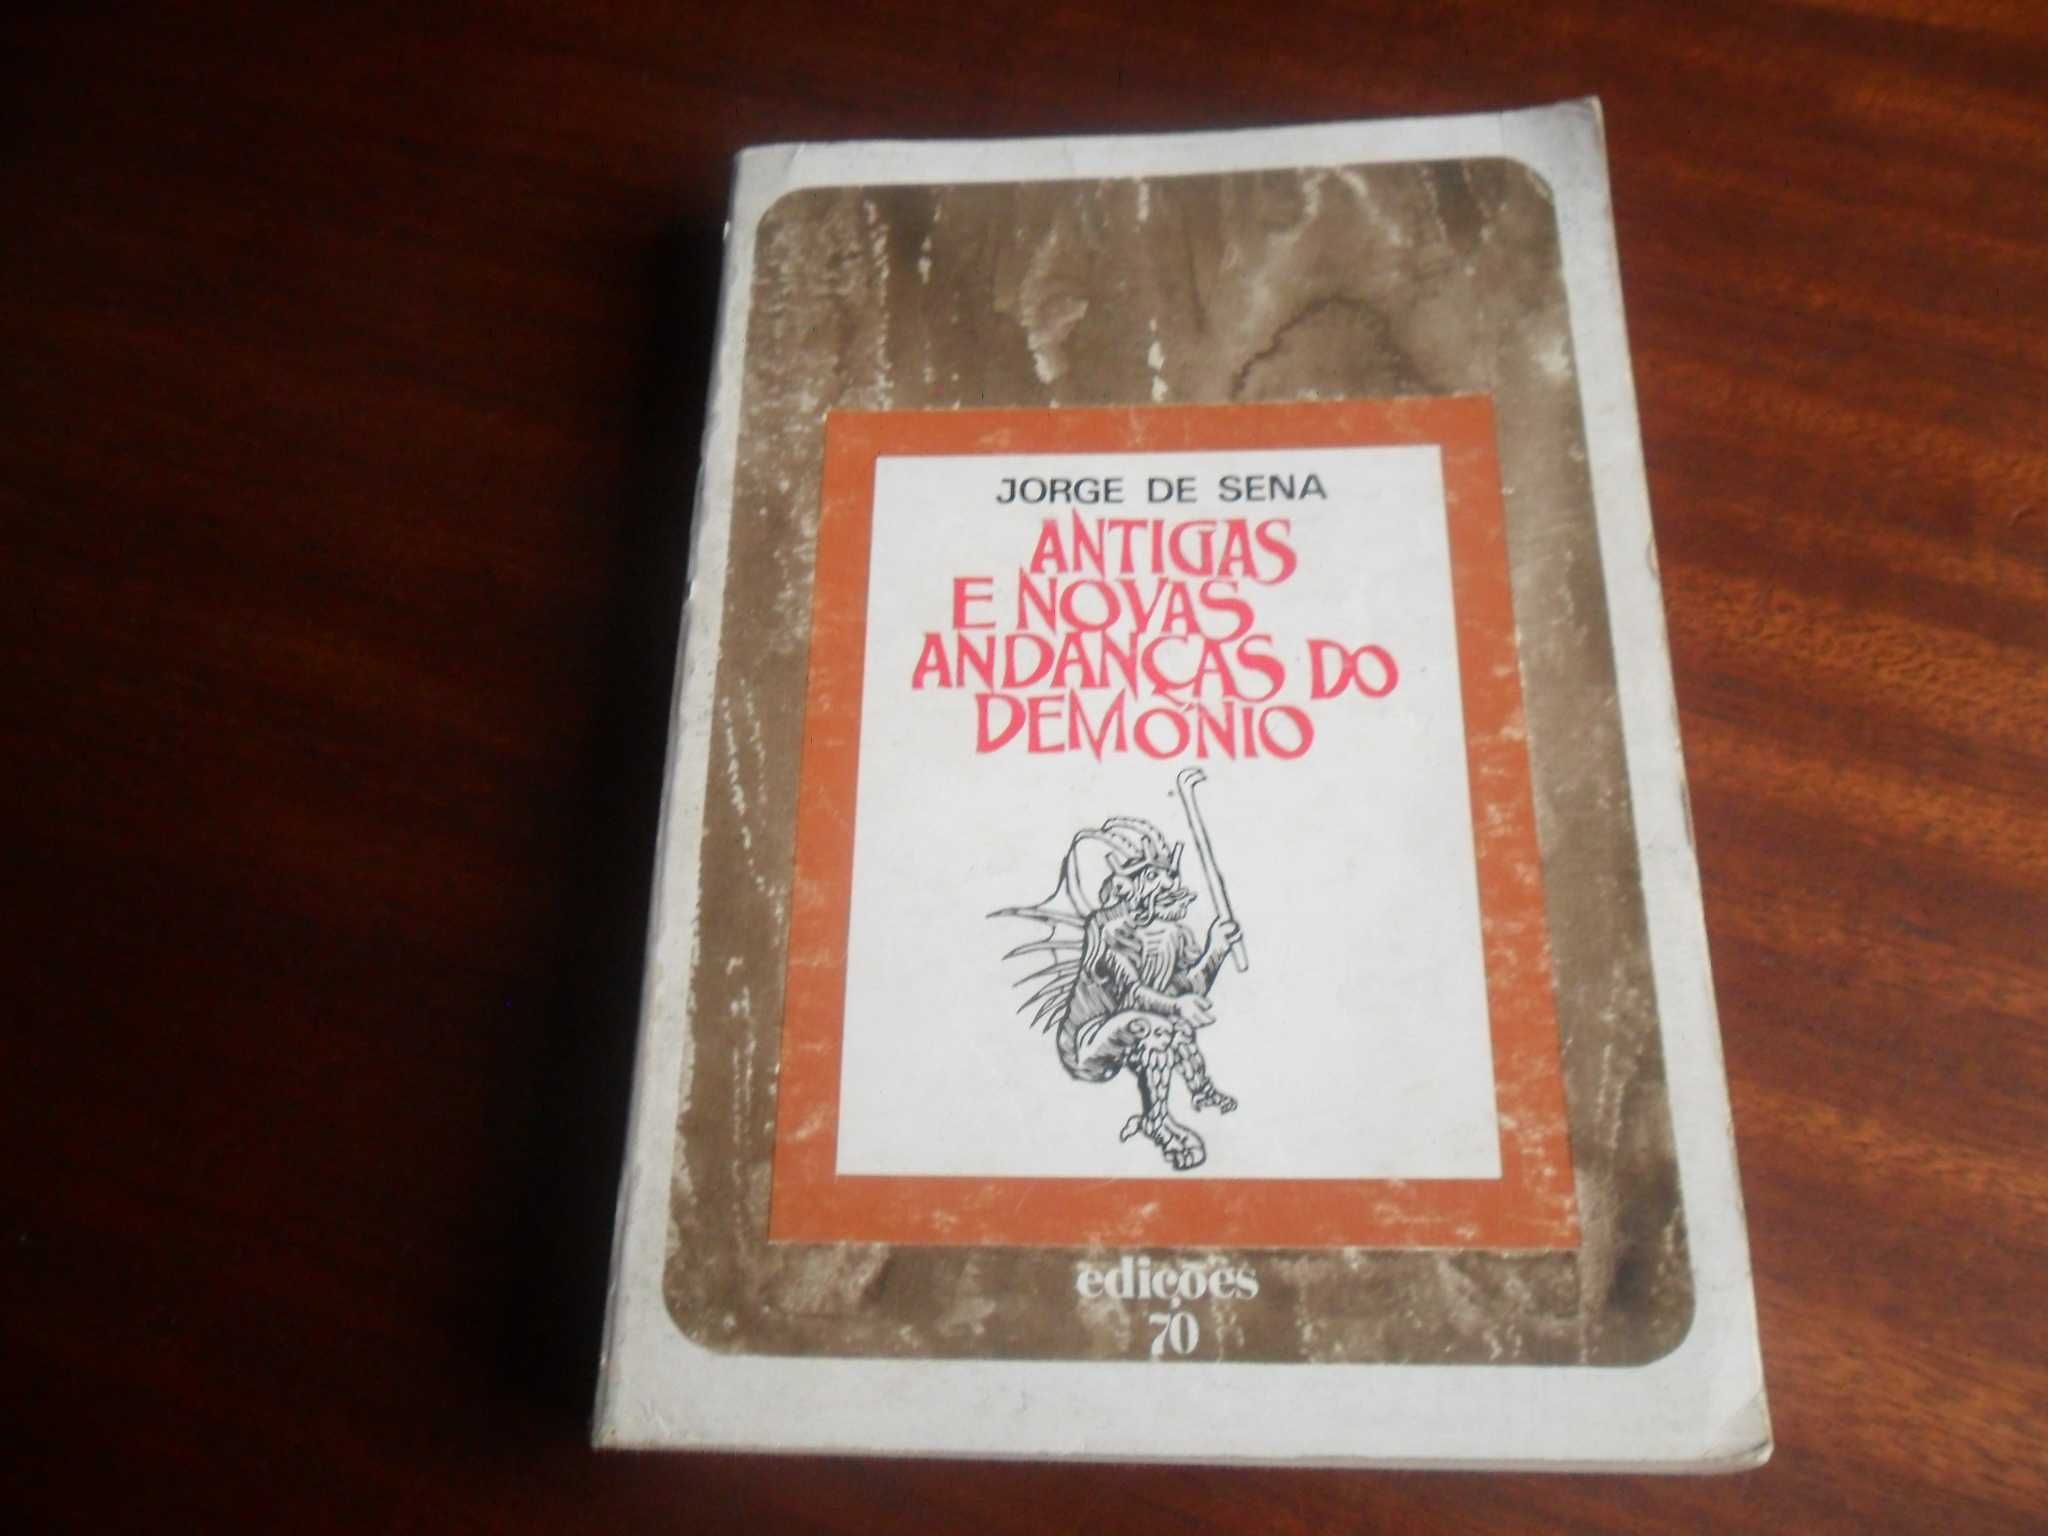 JORGE DE SENA
ANTIGAS
E NOVAS
ANDANÇAS DO
DEMÓNIO
edições
70